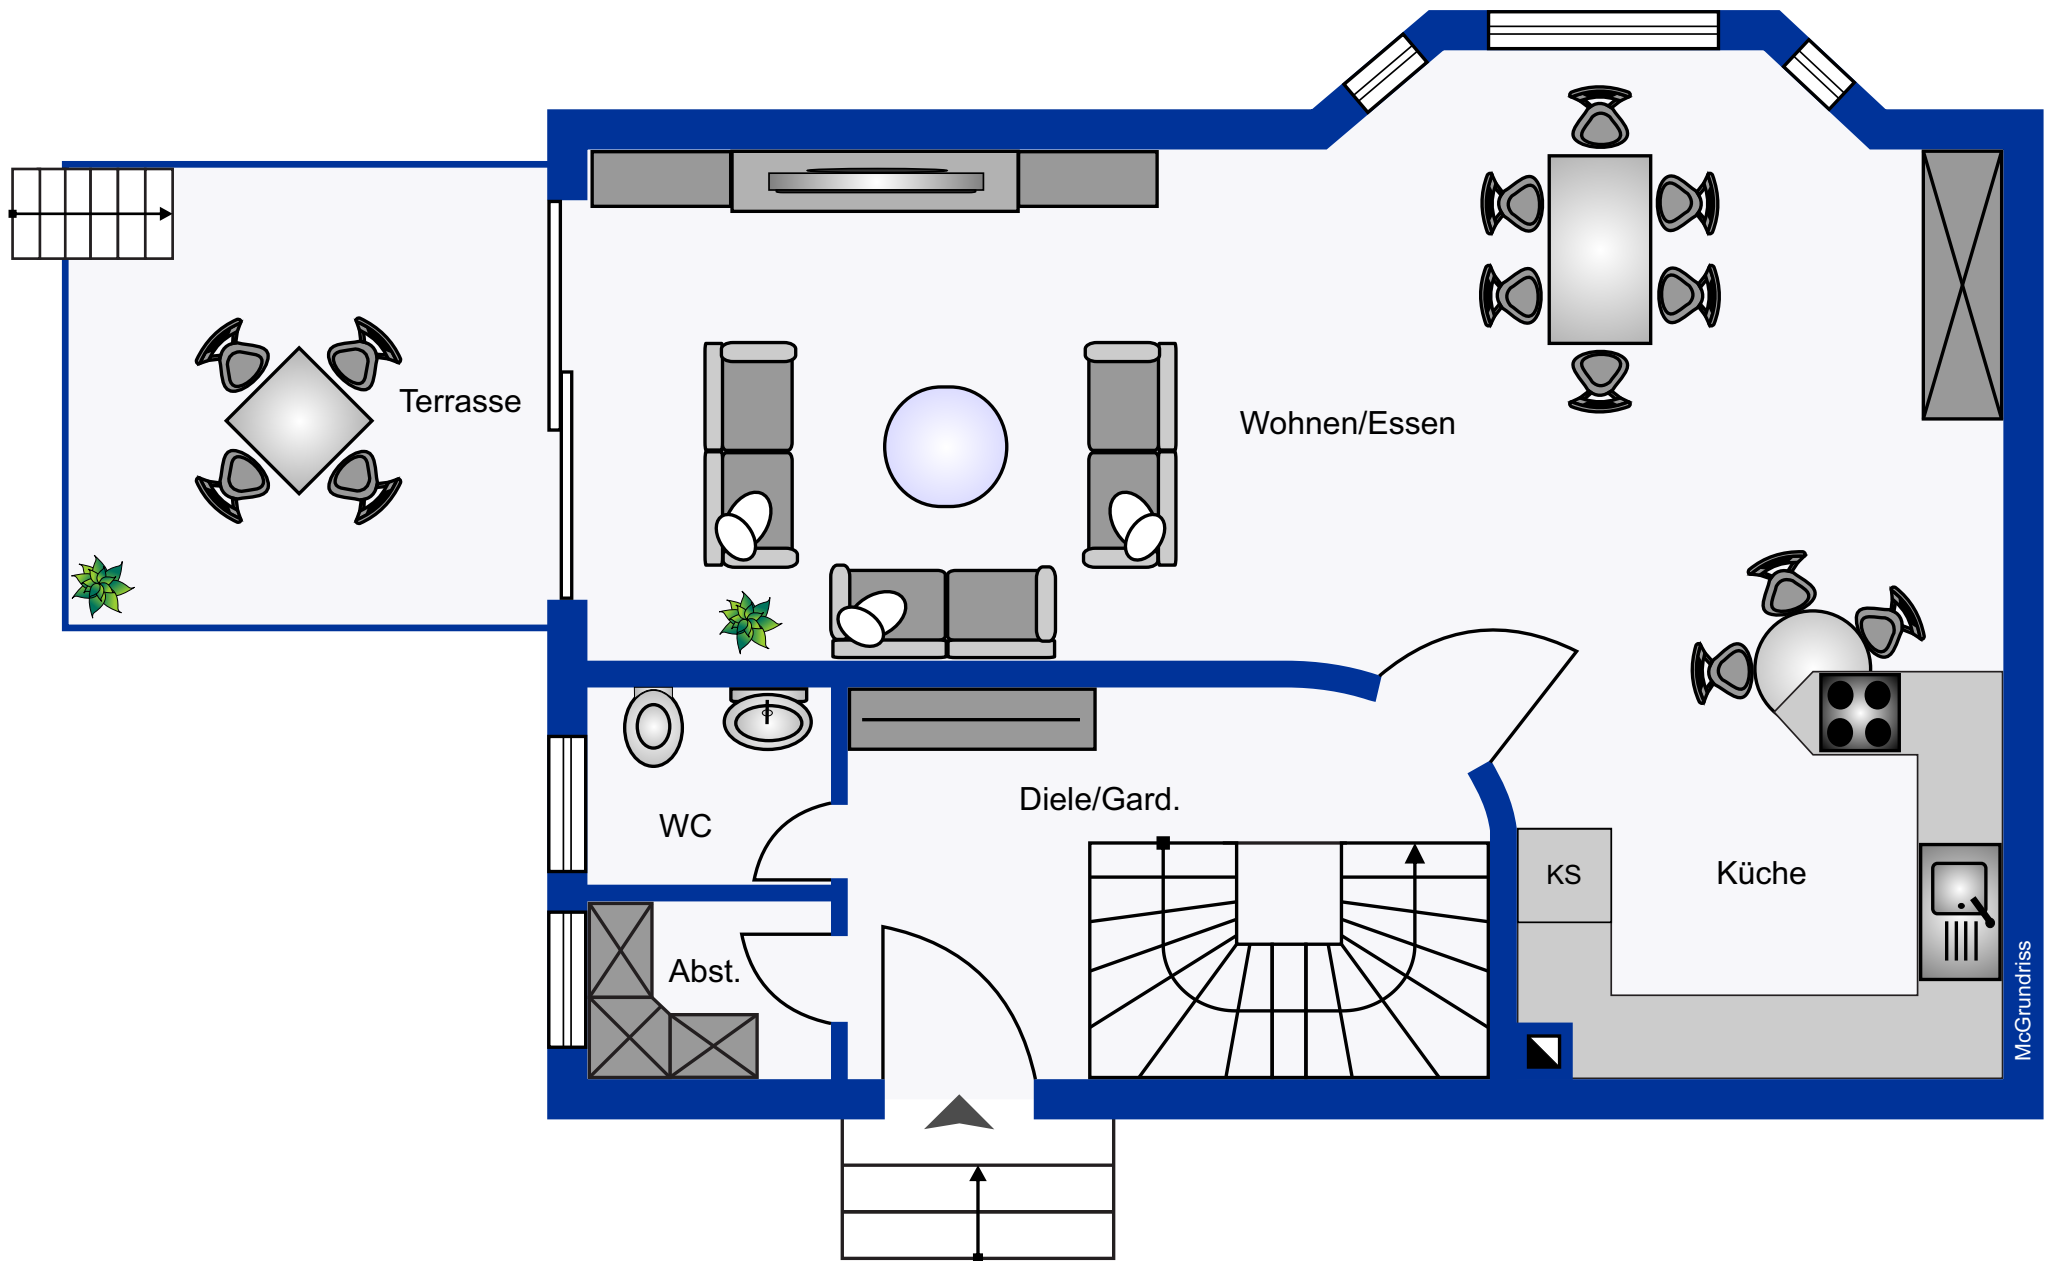 Terrasse
Wohnen/Essen
Diele/Gard.
WC
KS
Küche
Abst.
McGrundriss